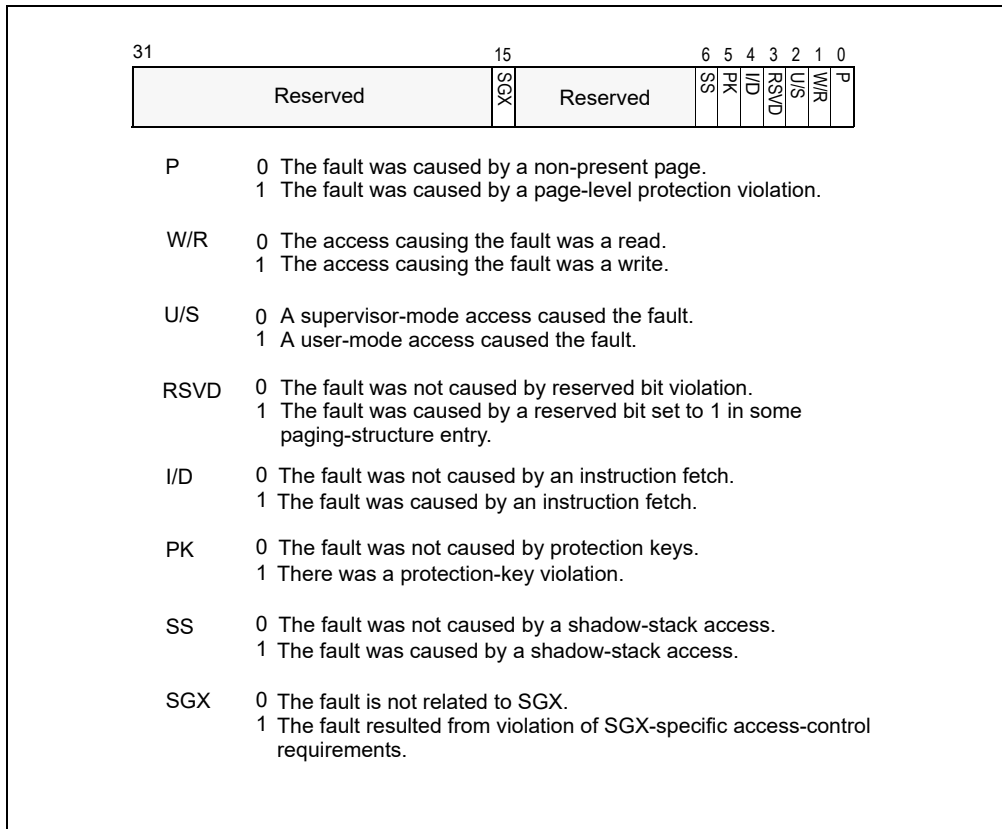 31 15 6 5 4 3 2 1 0
Reserved SGX Reserved SS PK I/D RSVD U/S W/R P
P 0 The fault was caused by a non-present page.
1 The fault was caused by a page-level protection violation.
W/R 0 The access causing the fault was a read.
1 The access causing the fault was a write.
U/S 0 A supervisor-mode access caused the fault.
1 A user-mode access caused the fault.
RSVD 0 The fault was not caused by reserved bit violation.
1 The fault was caused by a reserved bit set to 1 in some
paging-structure entry.
I/D 0 The fault was not caused by an instruction fetch.
1 The fault was caused by an instruction fetch.
PK 0 The fault was not caused by protection keys.
1 There was a protection-key violation.
SS 0 The fault was not caused by a shadow-stack access.
1 The fault was caused by a shadow-stack access.
SGX 0 The fault is not related to SGX.
1 The fault resulted from violation of SGX-specific access-control
requirements.